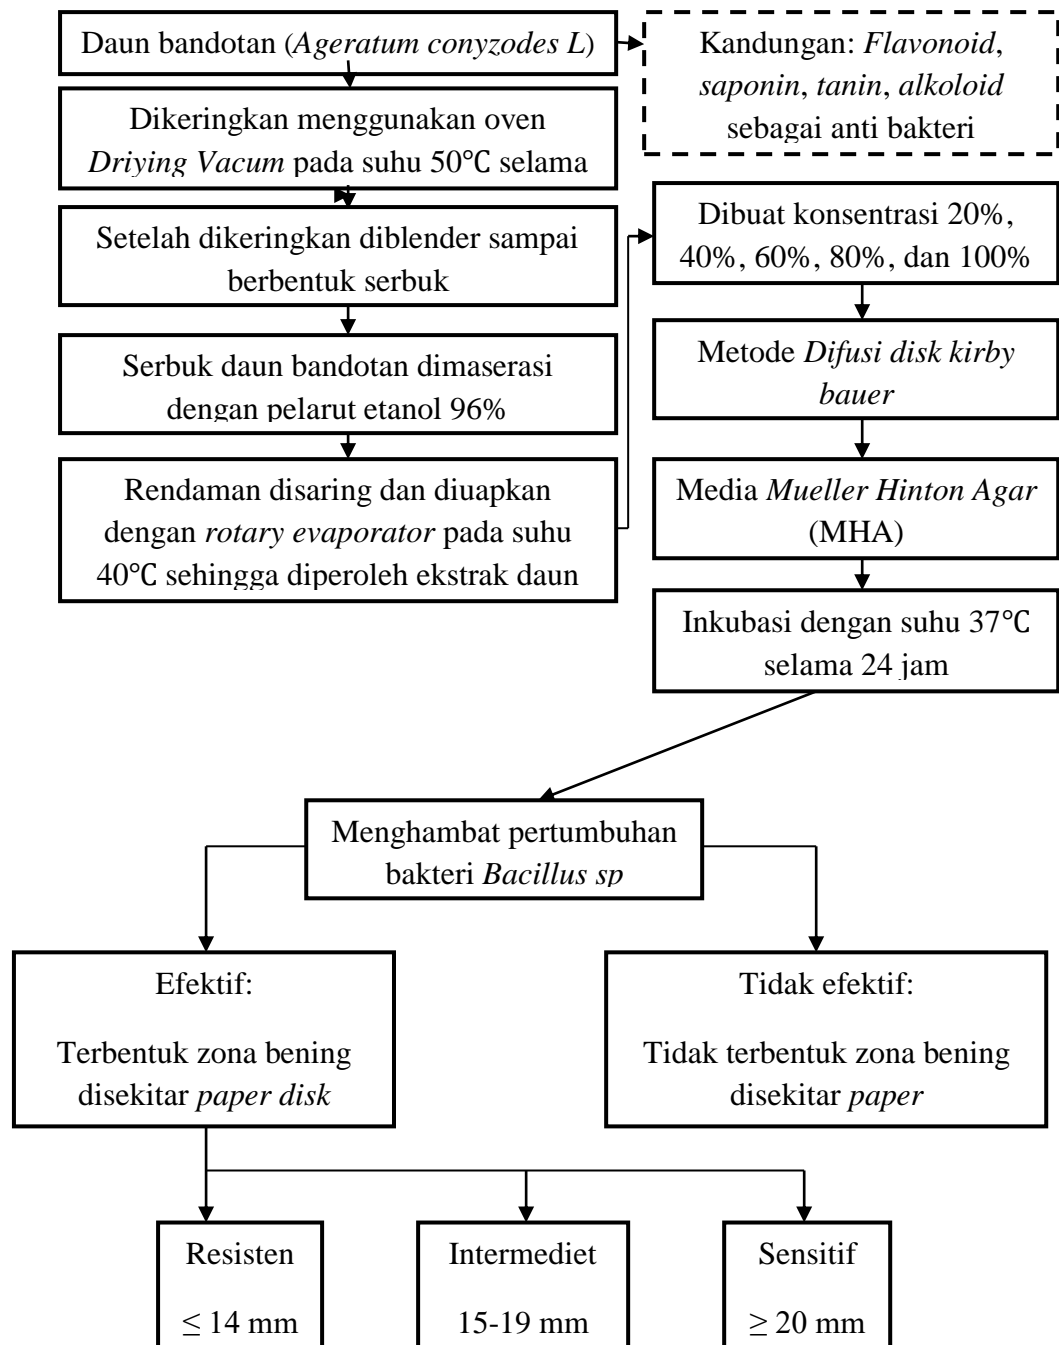 Daun bandotan (Ageratum conyzodes L)
Kandungan: Flavonoid,
saponin, tanin, alkoloid
sebagai anti bakteri
Dikeringkan menggunakan oven
Driying Vacum pada suhu 50°C selama
Setelah dikeringkan diblender sampai
berbentuk serbuk
Serbuk daun bandotan dimaserasi
dengan pelarut etanol 96%
Rendaman disaring dan diuapkan
dengan rotary evaporator pada suhu
40°C sehingga diperoleh ekstrak daun
Dibuat konsentrasi 20%,
40%, 60%, 80%, dan 100%
Metode Difusi disk kirby
bauer
Media Mueller Hinton Agar
(MHA)
Inkubasi dengan suhu 37°C
selama 24 jam
Menghambat pertumbuhan
bakteri Bacillus sp
Efektif:
Terbentuk zona bening
disekitar paper disk
Tidak efektif:
Tidak terbentuk zona bening
disekitar paper
Resisten
≤ 14 mm
Intermediet
15-19 mm
Sensitif
≥ 20 mm